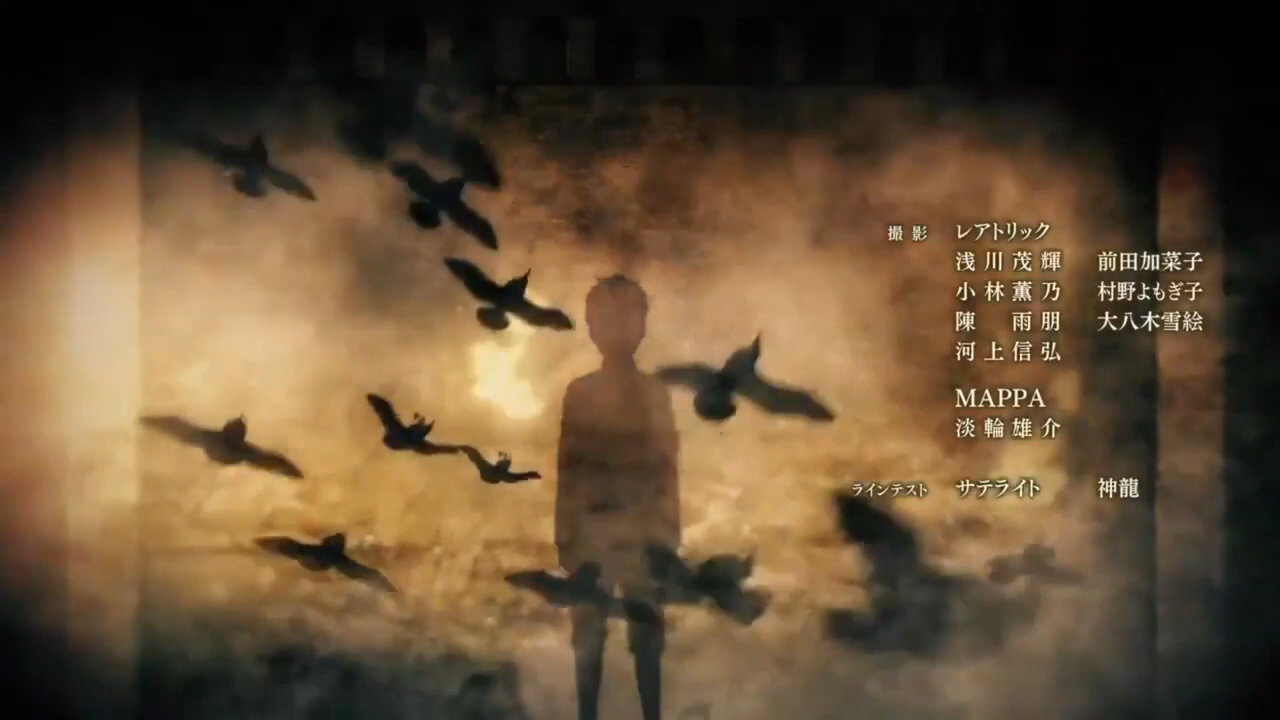 撮影 レアトリック
浅川茂輝 前田加菜子
小林薫乃 村野よもぎ子
陳 雨朋 大八木雪絵
河上信弘
MAPPA
淡輪雄介
ラインテスト サテライト 神龍